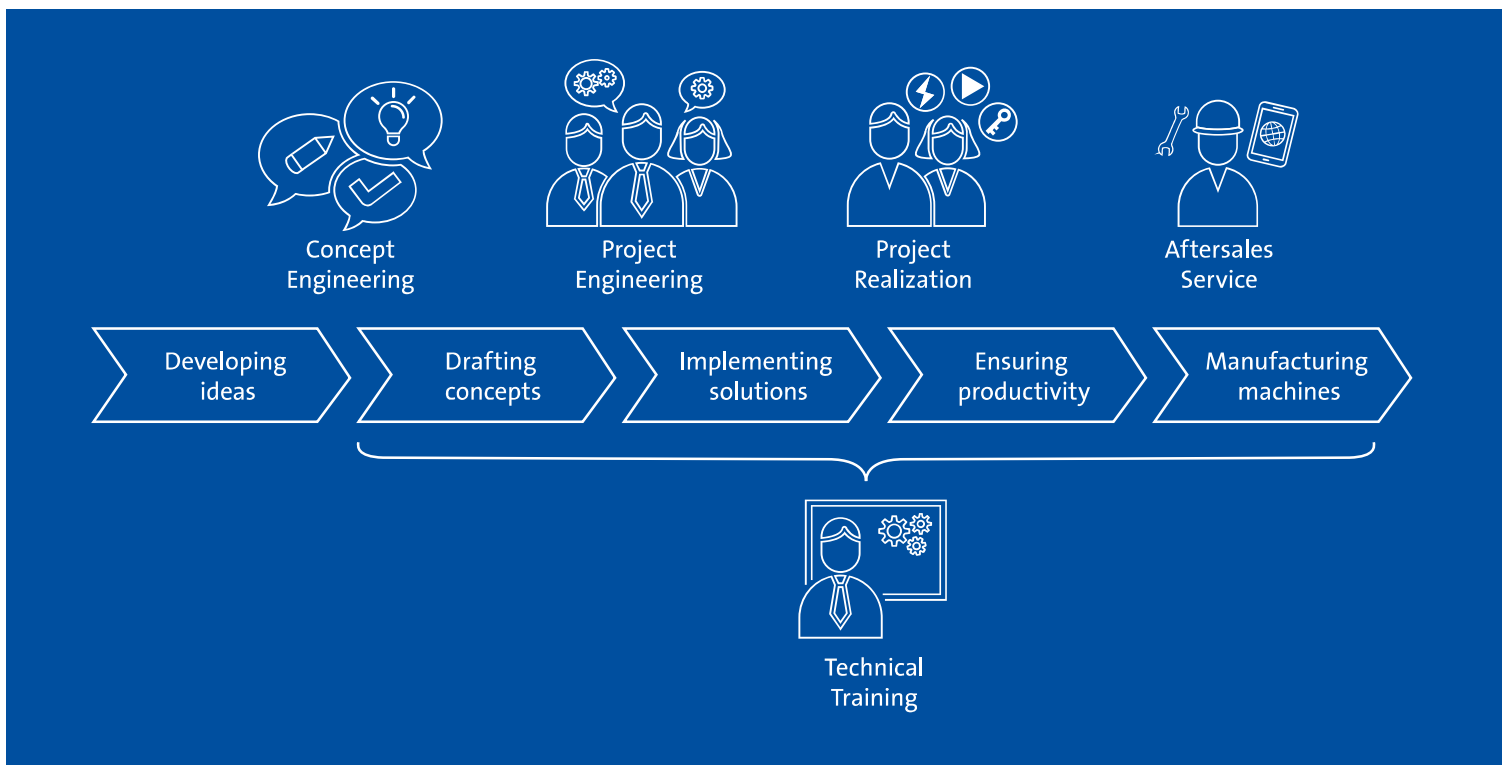 Concept
Engineering
Project
Engineering
Project
Realization
Aftersales
Service
Developing
ideas
Drafting
concepts
Implementing
solutions
Ensuring
productivity
Manufacturing
machines
Technical
Training